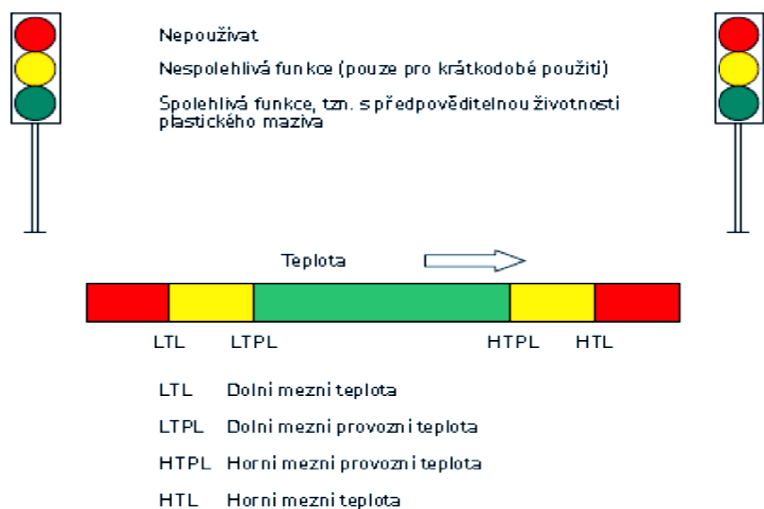 Nepoužívat
Nespolehlivá funkce (pouze pro krátkodobé použití)
Spolehlivá funkce, tzn. s předpověditelnou životností
plastického maziva
Teplota
LTL LTPL HTPL HTL
LTL Dolní mezní teplota
LTPL Dolní mezní provozní teplota
HTPL Horní mezní provozní teplota
HTL Horní mezní teplota